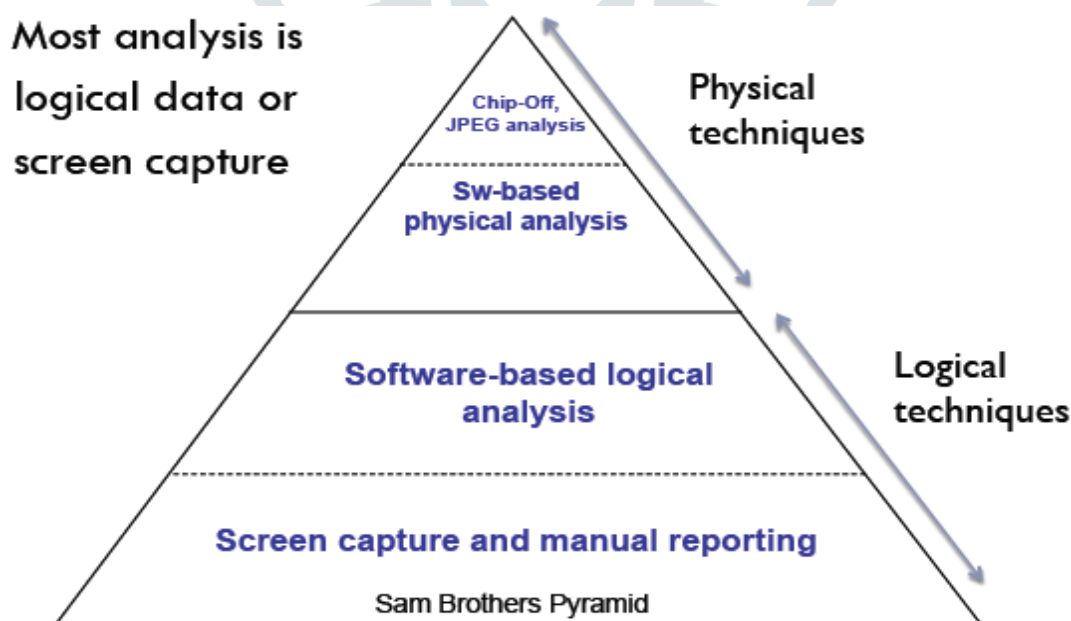 Most analysis is
logical data or
screen capture
Chip-Off,
JPEG analysis
Physical
techniques
Sw-based
physical analysis
Software-based logical
analysis
Logical
techniques
Screen capture and manual reporting
Sam Brothers Pyramid